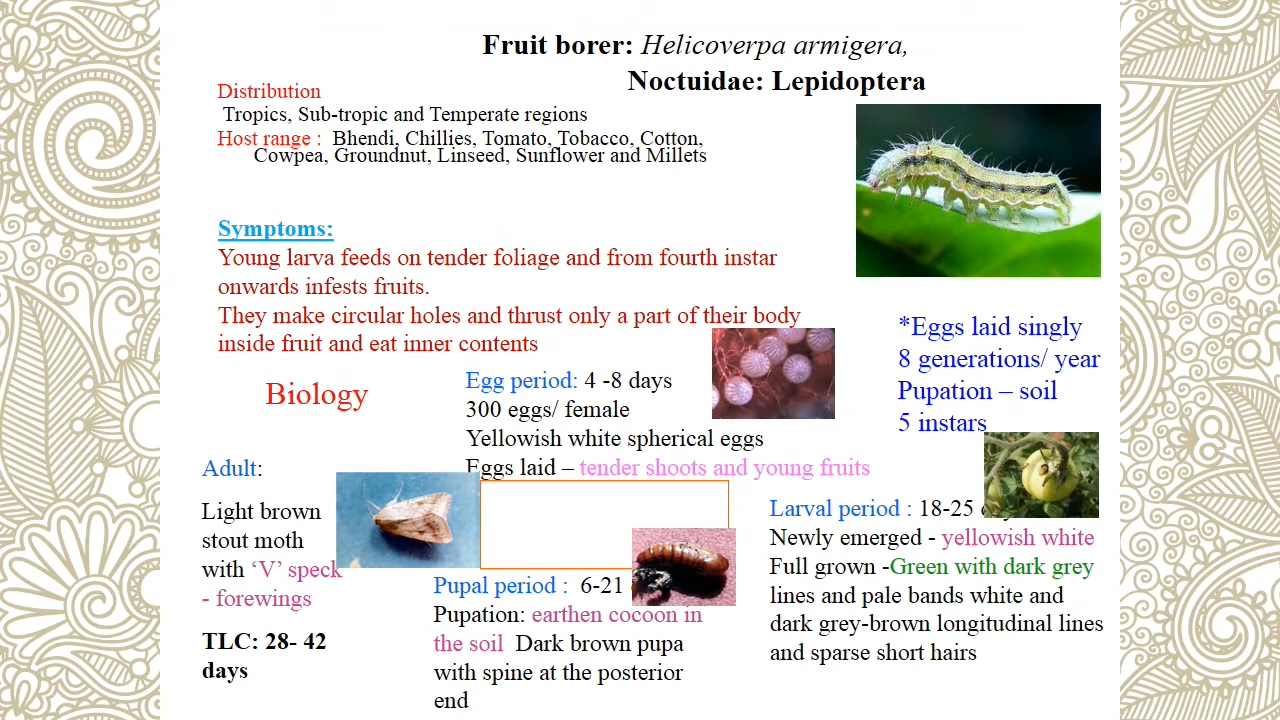 Fruit borer: Helicoverpa armigera,
Noctuidae: Lepidoptera
Distribution
Tropics, Sub-tropic and Temperate regions
Host range : Bhendi, Chillies, Tomato, Tobacco, Cotton,
Cowpea, Groundnut, Linseed, Sunflower and Millets
Symptoms:
Young larva feeds on tender foliage and from fourth instar
onwards infests fruits.
They make circular holes and thrust only a part of their body
inside fruit and eat inner contents
*Eggs laid singly
8 generations/ year
Pupation – soil
5 instars
Biology
Egg period: 4 -8 days
300 eggs/ female
Yellowish white spherical eggs
Eggs laid – tender shoots and young fruits
Adult:
Light brown
stout moth
with ‘V’ speck
- forewings
TLC: 28- 42
days
Pupal period : 6-21
Pupation: earthen cocoon in
the soil Dark brown pupa
with spine at the posterior
end
Larval period : 18-25
Newly emerged - yellowish white
Full grown -Green with dark grey
lines and pale bands white and
dark grey-brown longitudinal lines
and sparse short hairs